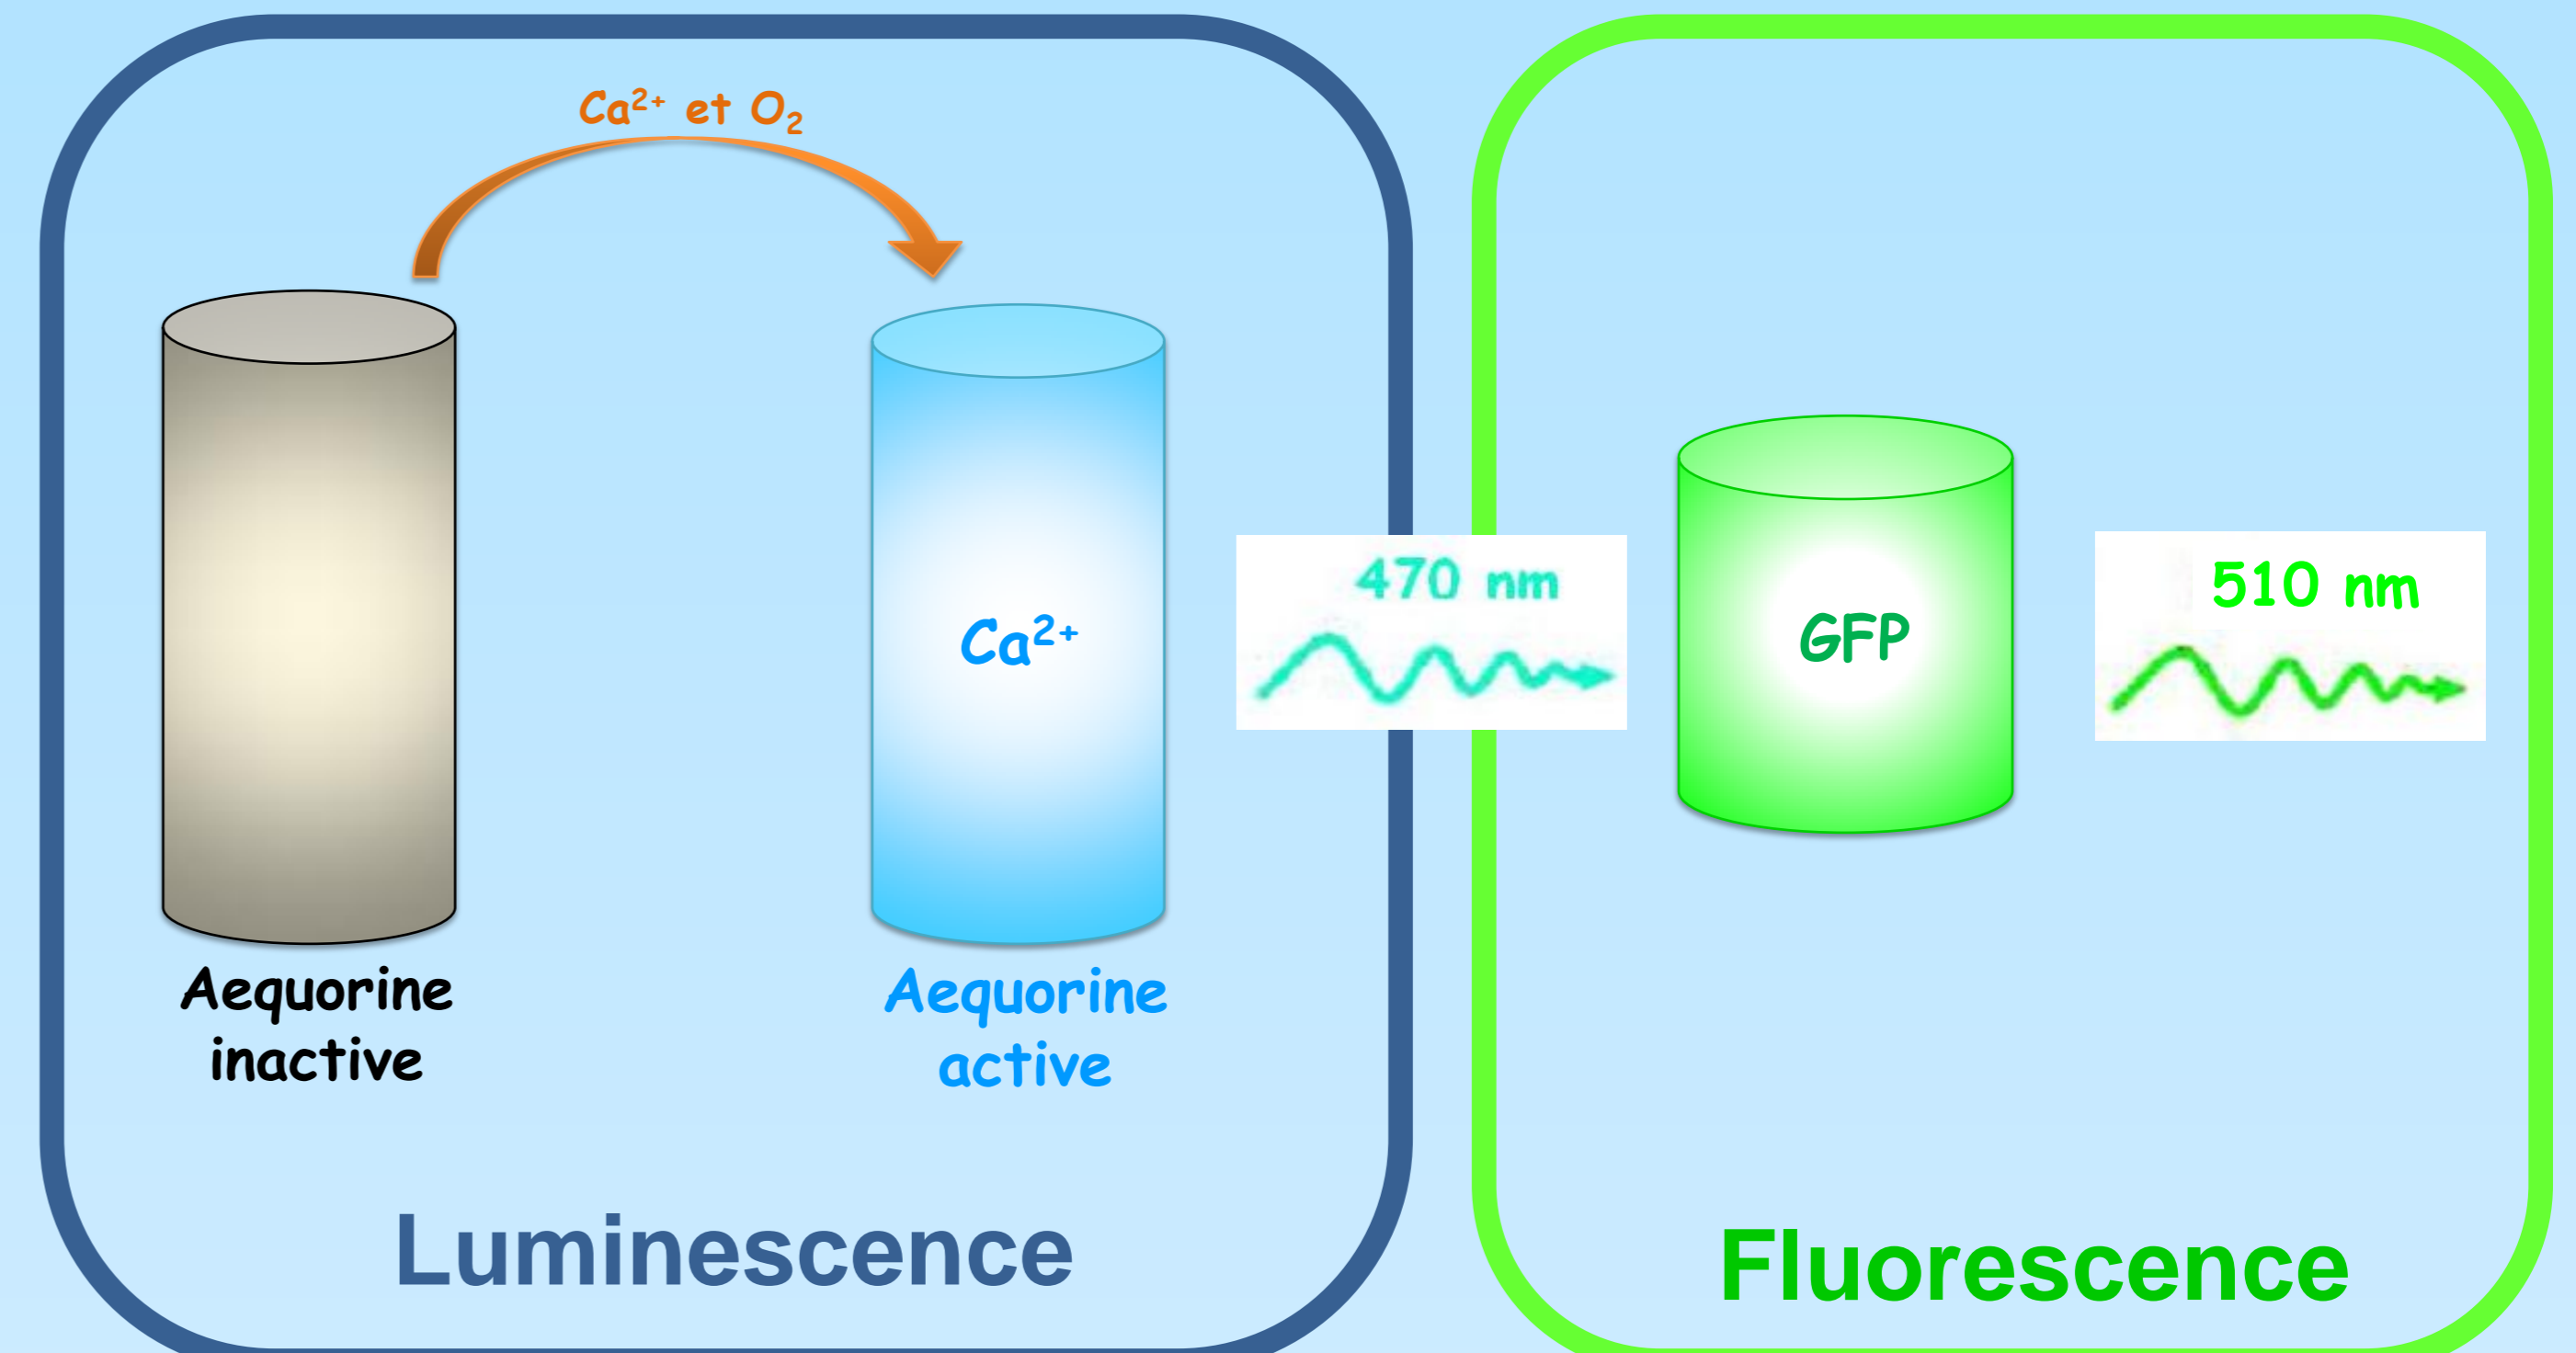 Ca²⁺ et O₂
Ca²⁺
470 nm
GFP
510 nm
Aequorine
inactive
Aequorine
active
Luminescence
Fluorescence